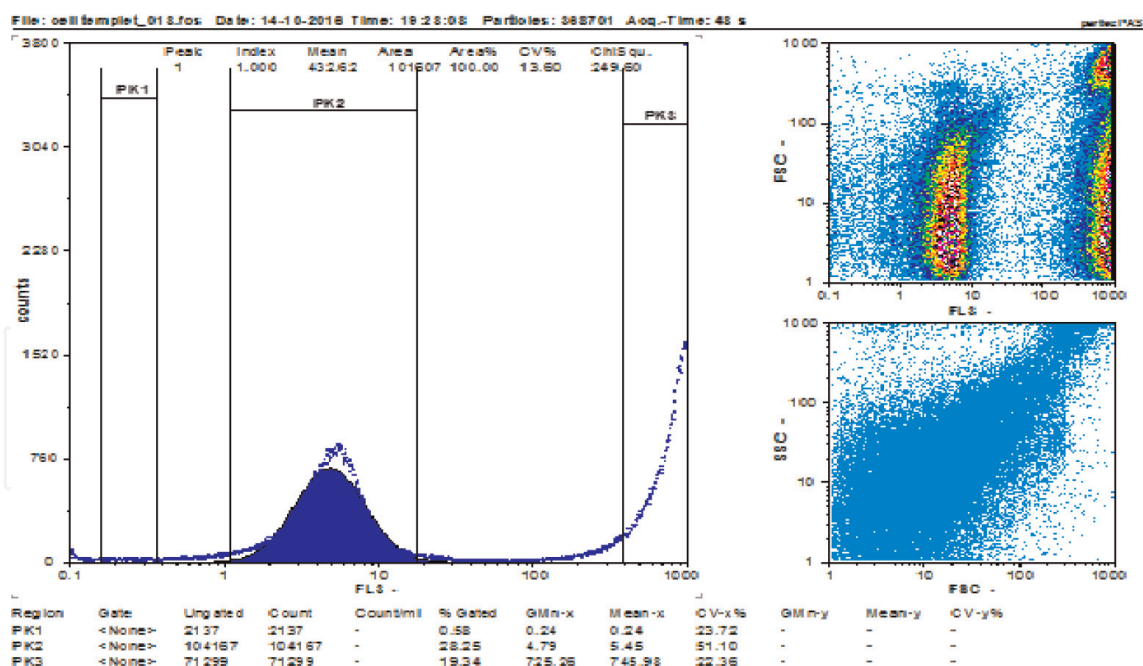 File: celltemplet_013.fcs Date: 14-10-2016 Time: 19:28:08 Particles: 368701 Acq.-Time: 48 s
Peak Index Mean Area Area% CV% ChiSqu.
1 1.000 432.62 101607 100.00 13.60 249.60
PK1
PK2
PK3
3800
3040
2280
1520
760
0
counts
0.1 1 10 100 1000
FL3 -
1000
100
10
1
FSC -
0.1 1 10 100 1000
FL3 -
1000
100
10
1
SSC -
1 10 100 1000
FSC -
Region Gate Ungated Count Count/ml % Gated GMn-x Mean-x CV-x% GMn-y Mean-y CV-y%
PK1 <None> 2137 2137 - 0.58 0.24 0.24 23.72 - - -
PK2 <None> 104167 104167 - 28.25 4.79 5.45 51.10 - - -
PK3 <None> 71299 71299 - 19.34 725.26 745.98 22.36 - - -